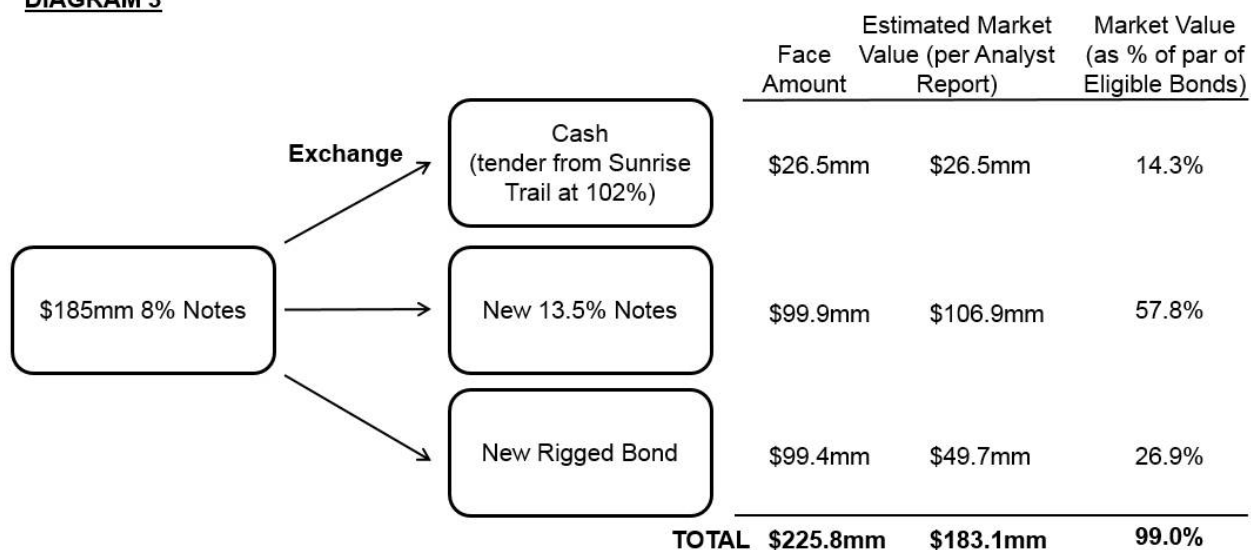 DIAGRAM 3
Face
Amount
Estimated Market
Value (per Analyst
Report)
Market Value
(as % of par of
Eligible Bonds)
Exchange
$185mm 8% Notes
Cash
(tender from Sunrise
Trail at 102%)
$26.5mm $26.5mm 14.3%
New 13.5% Notes
$99.9mm $106.9mm 57.8%
New Rigged Bond
$99.4mm $49.7mm 26.9%
TOTAL $225.8mm $183.1mm 99.0%